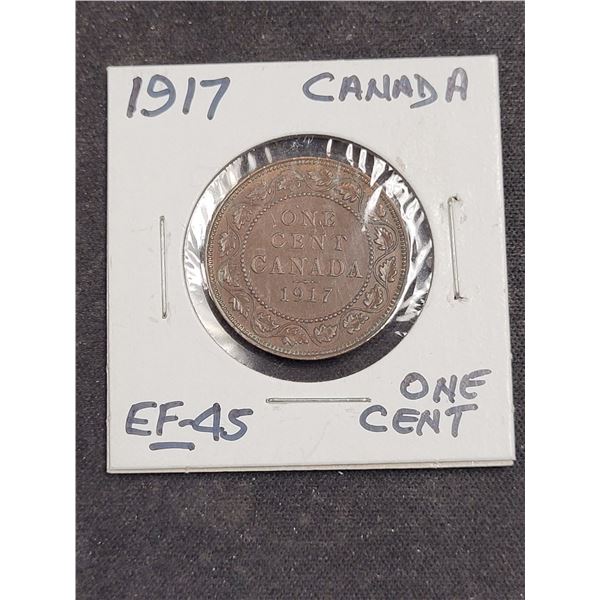 1917 CANADA
ONE
CENT
CANADA
1917
EF-45
ONE
CENT